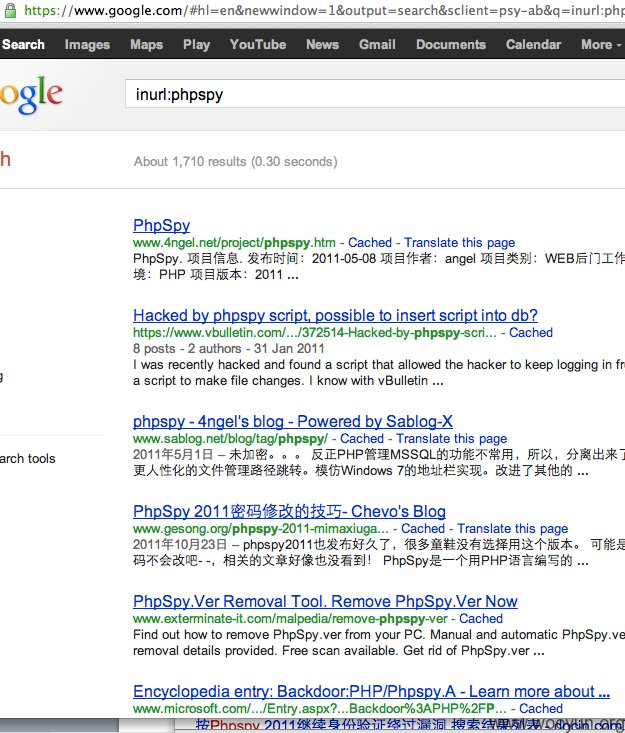 https://www.google.com/#hl=en&newwindow=1&output=search&sclient=psy-ab&q=inurl:php
Search Images Maps Play YouTube News Gmail Documents Calendar More
ogle
inurl:phpspy
h
About 1,710 results (0.30 seconds)
PhpSpy
www.4ngel.net/project/phpspy.htm - Cached - Translate this page
PhpSpy. 项目信息. 发布时间：2011-05-08 项目作者：angel 项目类别：WEB后门工作
境：PHP 项目版本：2011 ...
Hacked by phpspy script, possible to insert script into db?
https://www.vbulletin.com/.../372514-Hacked-by-phpspy-scri... - Cached
8 posts - 2 authors - 31 Jan 2011
g
I was recently hacked and found a script that allowed the hacker to keep logging in fr
a script to make file changes. I know with vBulletin ...
phpspy - 4ngel's blog - Powered by Sablog-X
www.sablog.net/blog/tag/phpspy/ - Cached - Translate this page
arch tools
2011年5月1日 – 未加密。。。 反正PHP管理MSSQL的功能不常用，所以，分离出来了
更人性化的文件管理路径跳转。模仿Windows 7的地址栏实现。改进了其他的 ...
PhpSpy 2011密码修改的技巧- Chevo's Blog
www.gesong.org/phpspy-2011-mimaxiuga... - Cached - Translate this page
2011年10月23日 – phpspy2011也发布好久了，很多童鞋没有选择用这个版本。 可能是
码不会改吧- -，相关的文章好像也没看到！ PhpSpy是一个用PHP语言编写的 ...
PhpSpy.Ver Removal Tool. Remove PhpSpy.Ver Now
www.exterminate-it.com/malpedia/remove-phpspy-ver - Cached
Find out how to remove PhpSpy.ver from your PC. Manual and automatic PhpSpy.ve
removal details provided. Free scan available. Get rid of PhpSpy.ver ...
Encyclopedia entry: Backdoor:PHP/Phpspy.A - Learn more about ...
www.microsoft.com/.../Entry.aspx?...Backdoor%3APHP%2FP... - Cached
按Phpspy 2011继续身份验证绕过漏洞 搜索结果列表 - docin.com
www.wooyun.org